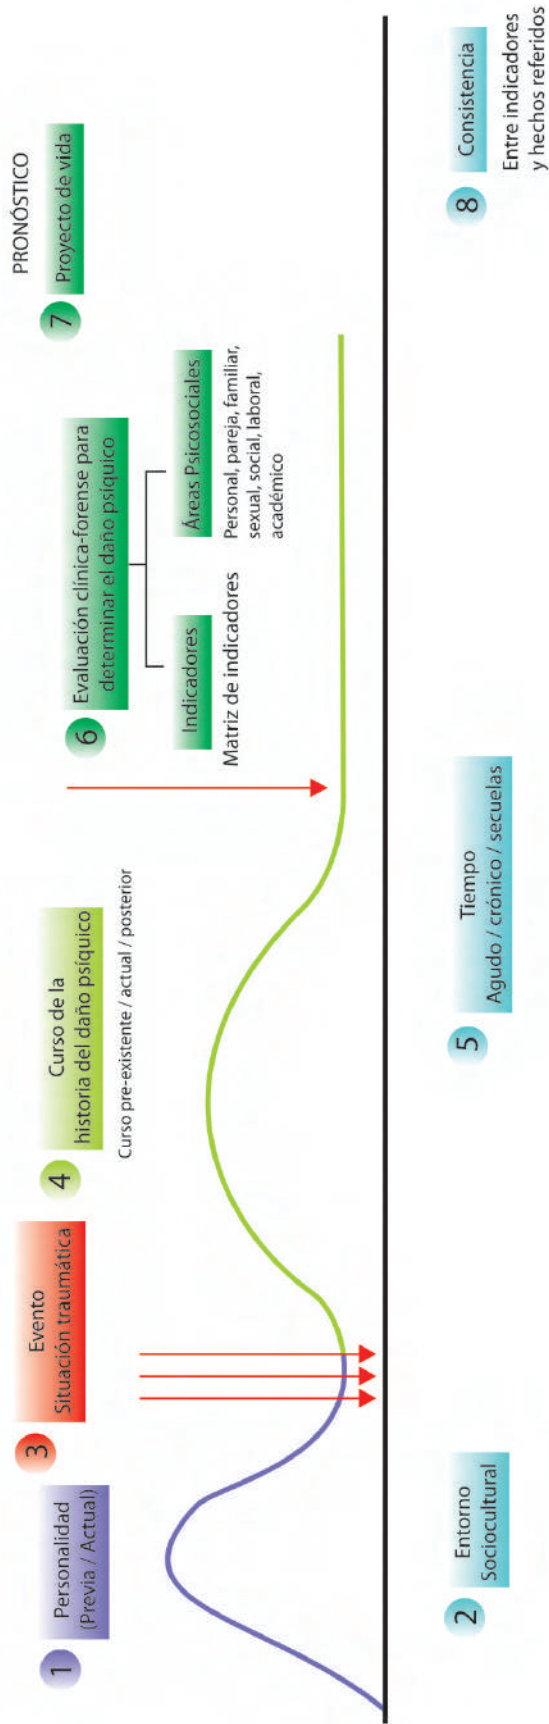 1
Personalidad
(Previa / Actual)
2
Entorno
Sociocultural
3
Evento
Situación traumática
4
Curso de la
historia del daño psíquico
Curso pre-existente / actual / posterior
5
Tiempo
Agudo / crónico / secuelas
6
Evaluación clínica-forense para
determinar el daño psíquico
Indicadores
Matriz de indicadores
Áreas Psicosociales
Personal, pareja, familiar,
sexual, social, laboral,
académico
PRONÓSTICO
7
Proyecto de vida
8
Consistencia
Entre indicadores
y hechos referidos